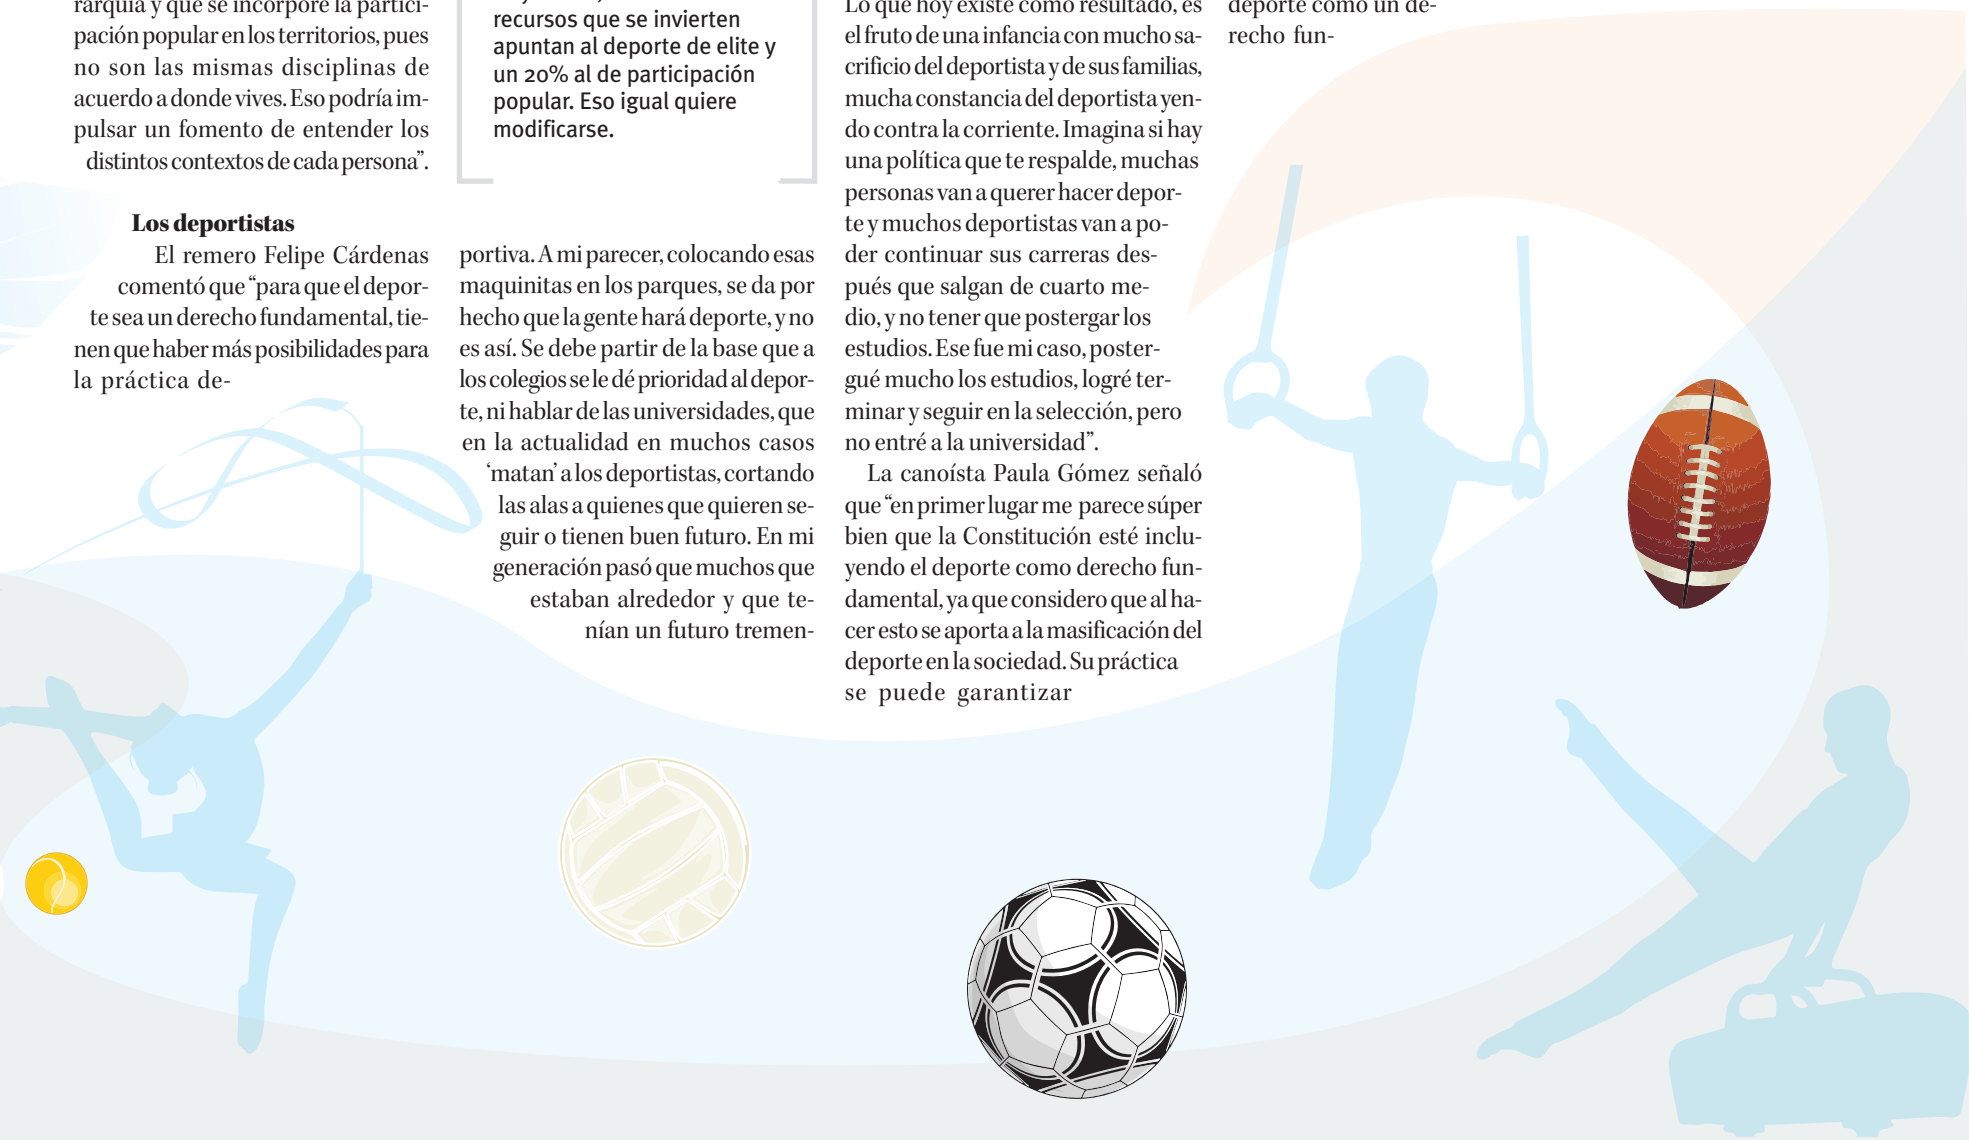 rarquía y que se incorpore la partici-
pación popular en los territorios, pues
no son las mismas disciplinas de
acuerdo a donde vives. Eso podría im-
pulsar un fomento de entender los
distintos contextos de cada persona”.
Los deportistas
El remero Felipe Cárdenas
comentó que “para que el depor-
te sea un derecho fundamental, tie-
nen que haber más posibilidades para
la práctica de-
recursos que se invierten
apuntan al deporte de elite y
un 20% al de participación
popular. Eso igual quiere
modificarse.
portiva. A mi parecer, colocando esas
maquinitas en los parques, se da por
hecho que la gente hará deporte, y no
es así. Se debe partir de la base que a
los colegios se le dé prioridad al depor-
te, ni hablar de las universidades, que
en la actualidad en muchos casos
‘matan’ a los deportistas, cortando
las alas a quienes que quieren se-
guir o tienen buen futuro. En mi
generación pasó que muchos que
estaban alrededor y que te-
nían un futuro tremen-
Lo que hoy existe como resultado, es
el fruto de una infancia con mucho sa-
crificio del deportista y de sus familias,
mucha constancia del deportista yen-
do contra la corriente. Imagina si hay
una política que te respalde, muchas
personas van a querer hacer depor-
te y muchos deportistas van a po-
der continuar sus carreras des-
pués que salgan de cuarto me-
dio, y no tener que postergar los
estudios. Ese fue mi caso, poster-
gué mucho los estudios, logré ter-
minar y seguir en la selección, pero
no entré a la universidad”.
La canoísta Paula Gómez señaló
que “en primer lugar me parece súper
bien que la Constitución esté inclu-
yendo el deporte como derecho fun-
damental, ya que considero que al ha-
cer esto se aporta a la masificación del
deporte en la sociedad. Su práctica
se puede garantizar
deporte como un de-
recho fun-